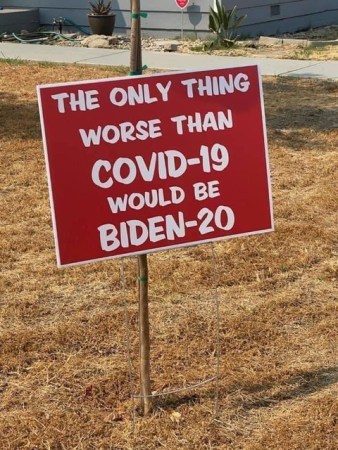 THE ONLY THING
WORSE THAN
COVID-19
WOULD BE
BIDEN-20